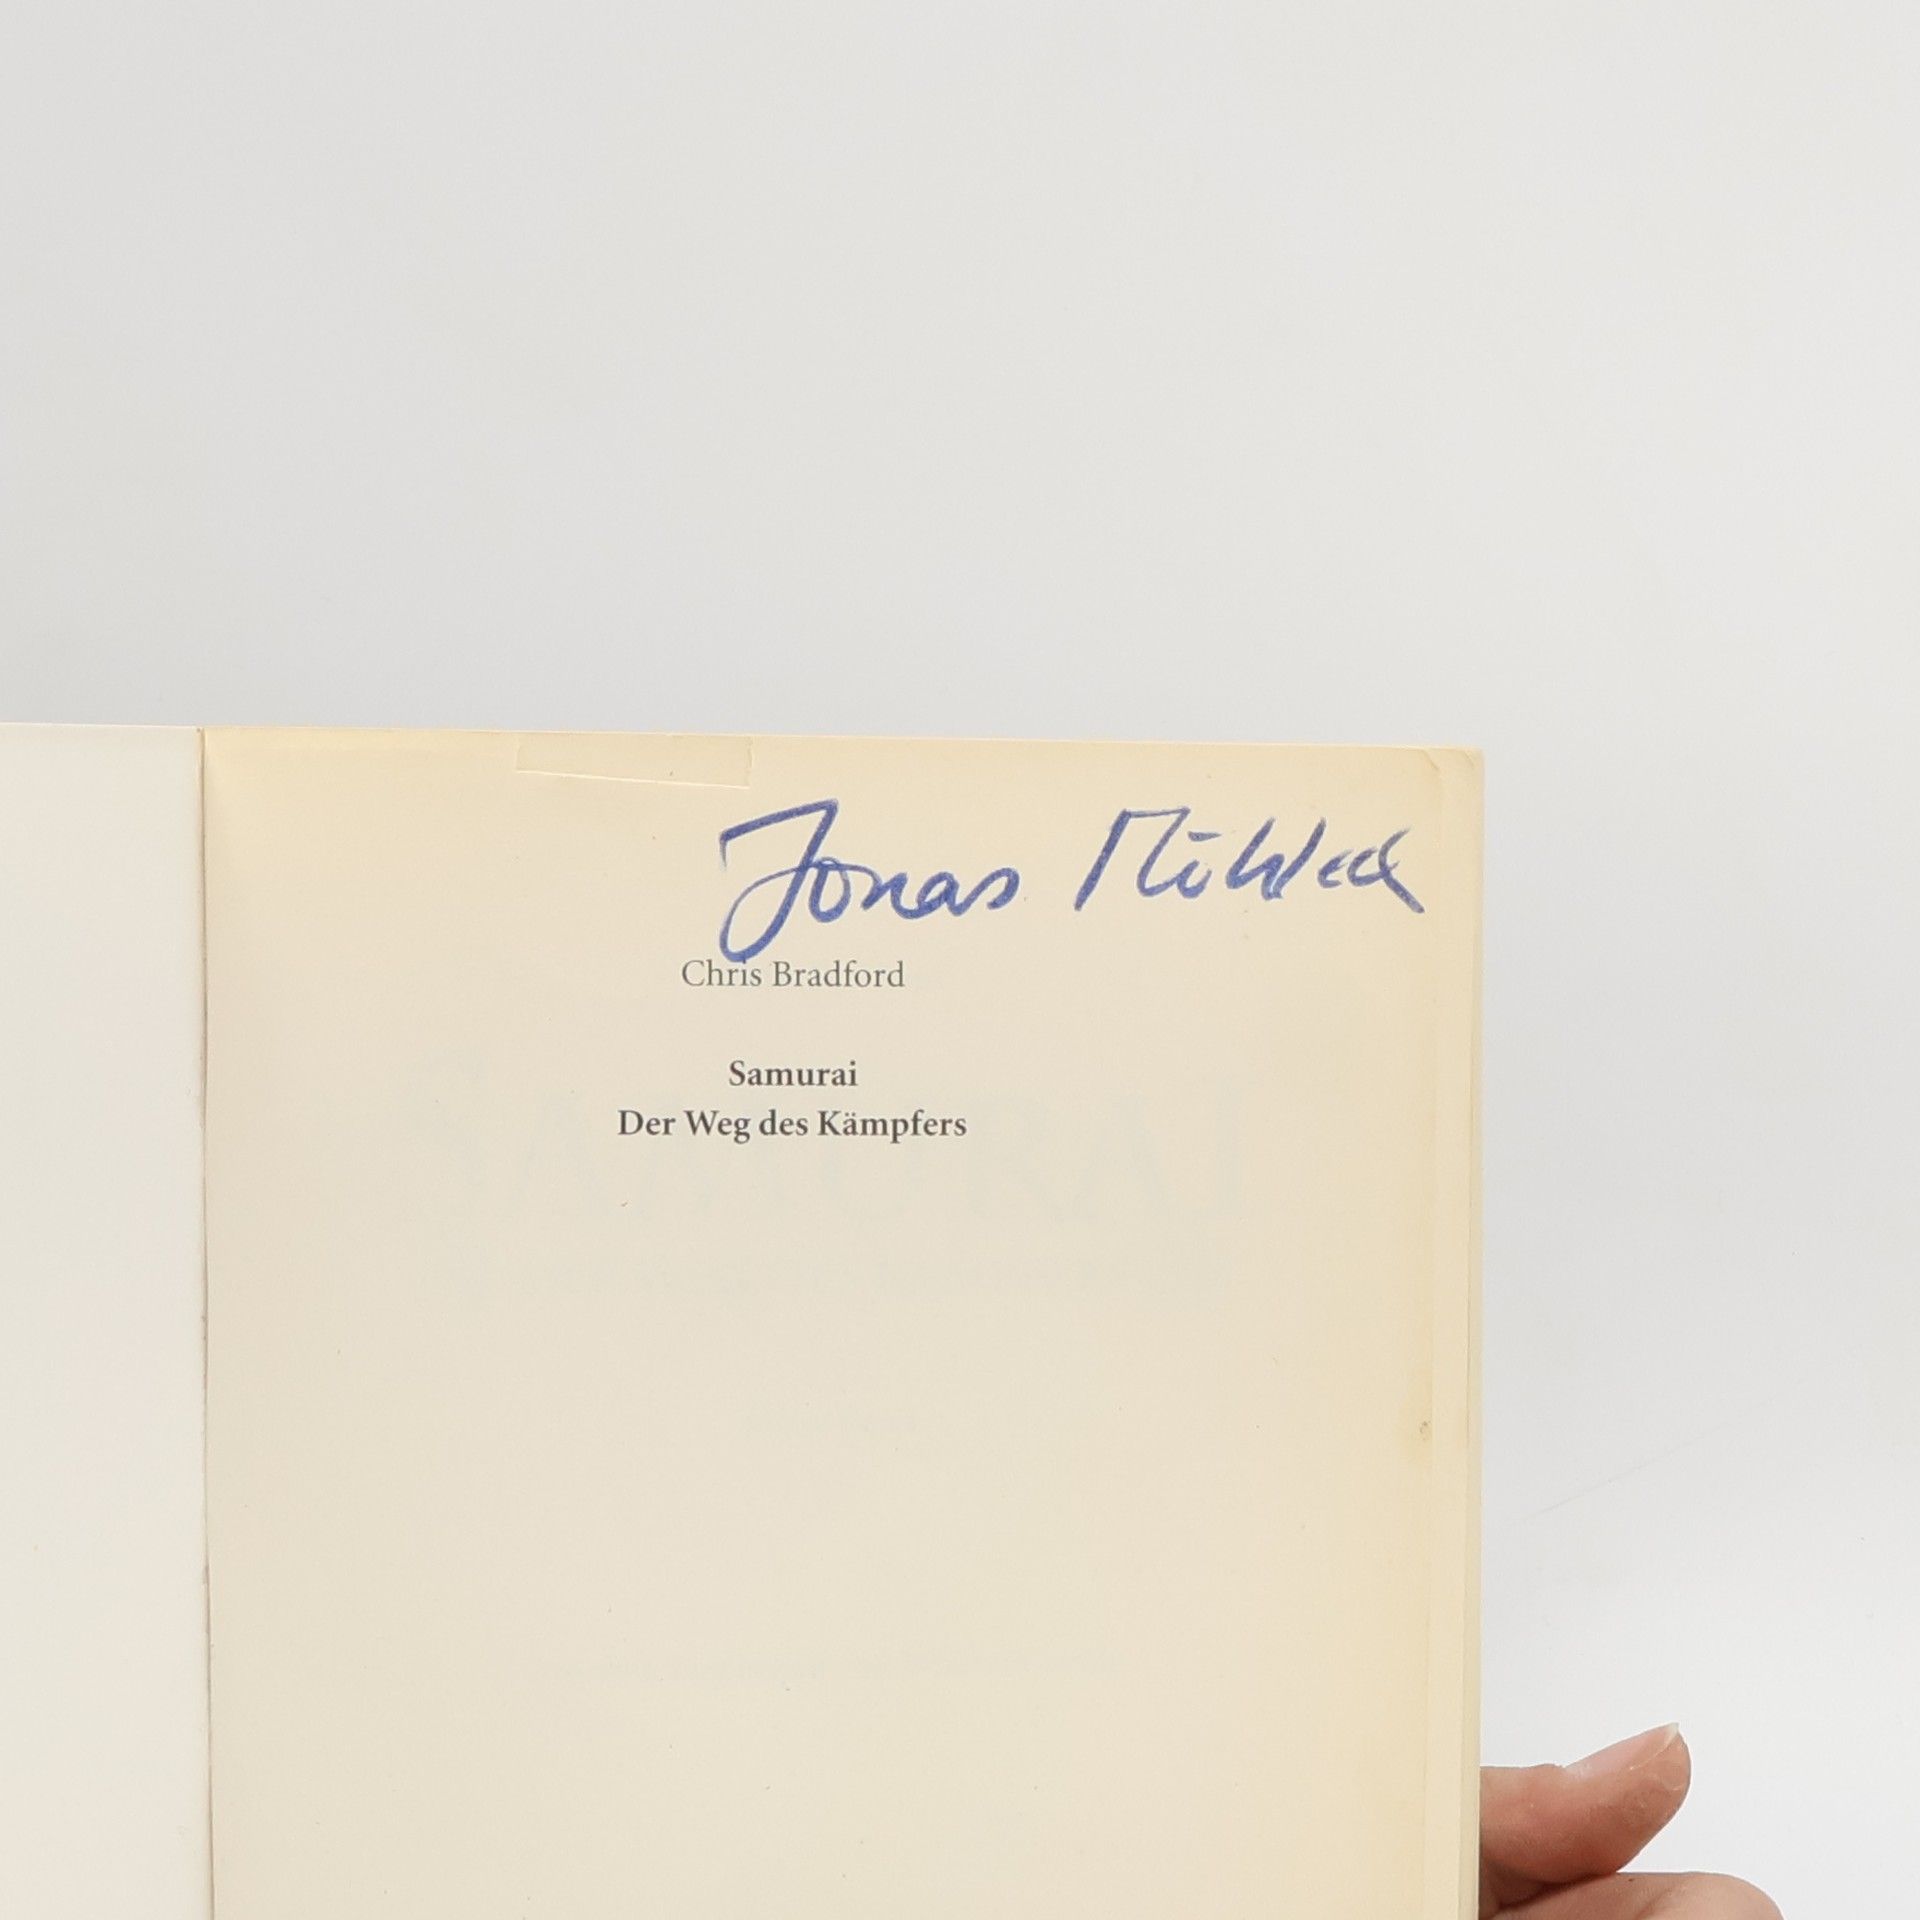 Jonas
Chris Bradford
Samurai
Der Weg des Kämpfers